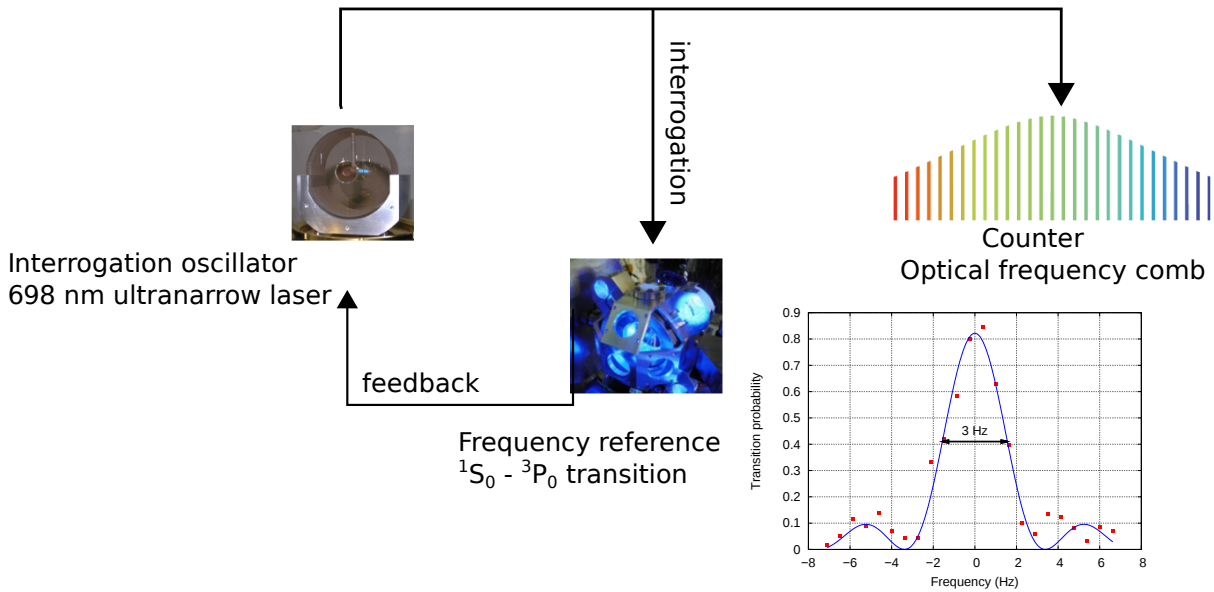 interrogation
Interrogation oscillator
698 nm ultranarrow laser
feedback
Frequency reference
¹S₀ - ³P₀ transition
Counter
Optical frequency comb
0.9
0.8
0.7
0.6
0.5
0.4
0.3
0.2
0.1
0
Transition probability
3 Hz
−8 −6 −4 −2 0 2 4 6 8
Frequency (Hz)